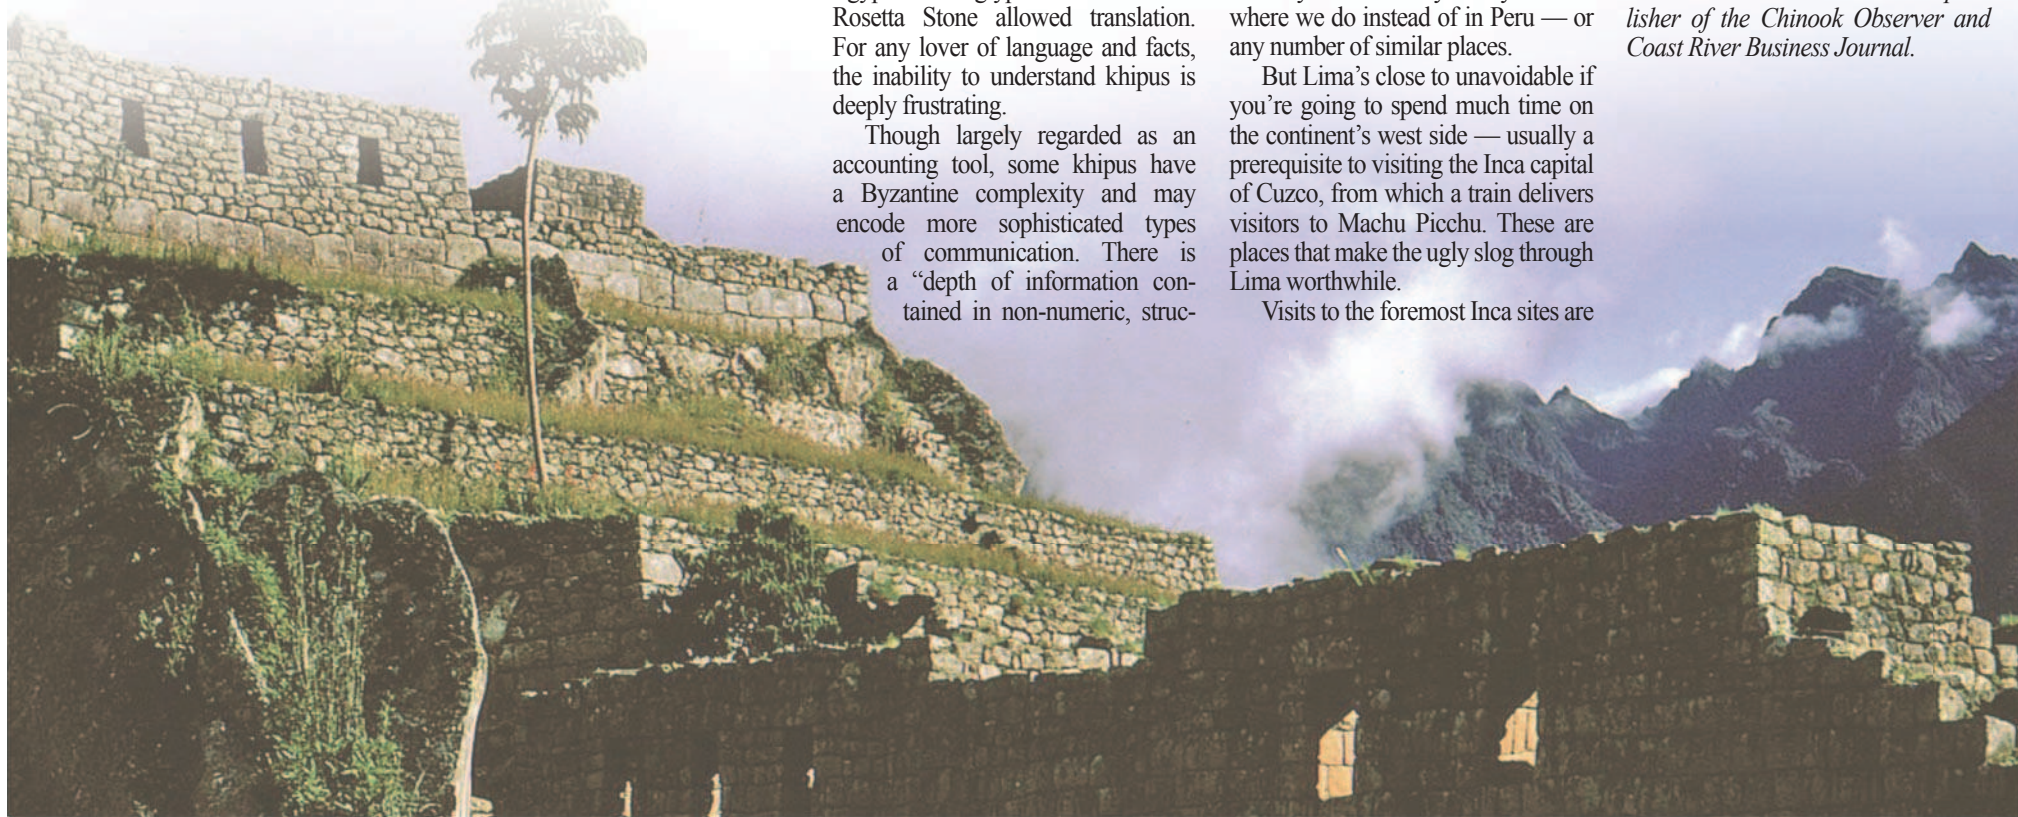 Rosetta Stone allowed translation.
For any lover of language and facts,
the inability to understand khipus is
deeply frustrating.
Though largely regarded as an
accounting tool, some khipus have
a Byzantine complexity and may
encode more sophisticated types
of communication. There is
a “depth of information con-
tained in non-numeric, struc-
where we do instead of in Peru — or
any number of similar places.
But Lima’s close to unavoidable if
you’re going to spend much time on
the continent’s west side — usually a
prerequisite to visiting the Inca capital
of Cuzco, from which a train delivers
visitors to Machu Picchu. These are
places that make the ugly slog through
Lima worthwhile.
Visits to the foremost Inca sites are
lisher of the Chinook Observer and
Coast River Business Journal.